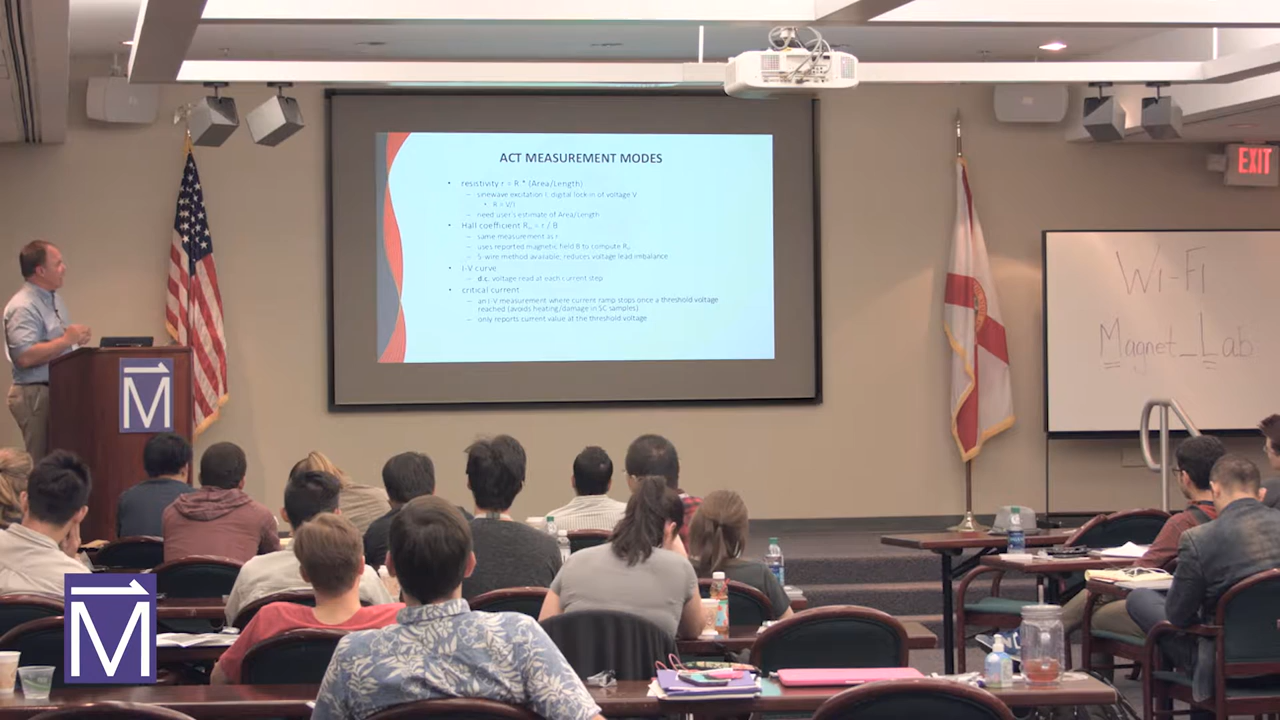 ACT MEASUREMENT MODES
• resistivity r = R * (Area/Length)
– sinewave excitation I, digital lock-in of voltage V
• R = V/I
– need user's estimate of Area/Length
• Hall coefficient R_H = r / B
– same measurement as r
– uses reported magnetic field B to compute R_H
– 5-wire method available, reduces voltage lead imbalance
• I-V curve
– d.c. voltage read at each current step
• critical current
– an I-V measurement where current ramp stops once a threshold voltage
reached (avoids heating/damage in SC samples)
– only reports current value at the threshold voltage
EXIT
Wi-Fi
Magnet_Lab
M
M